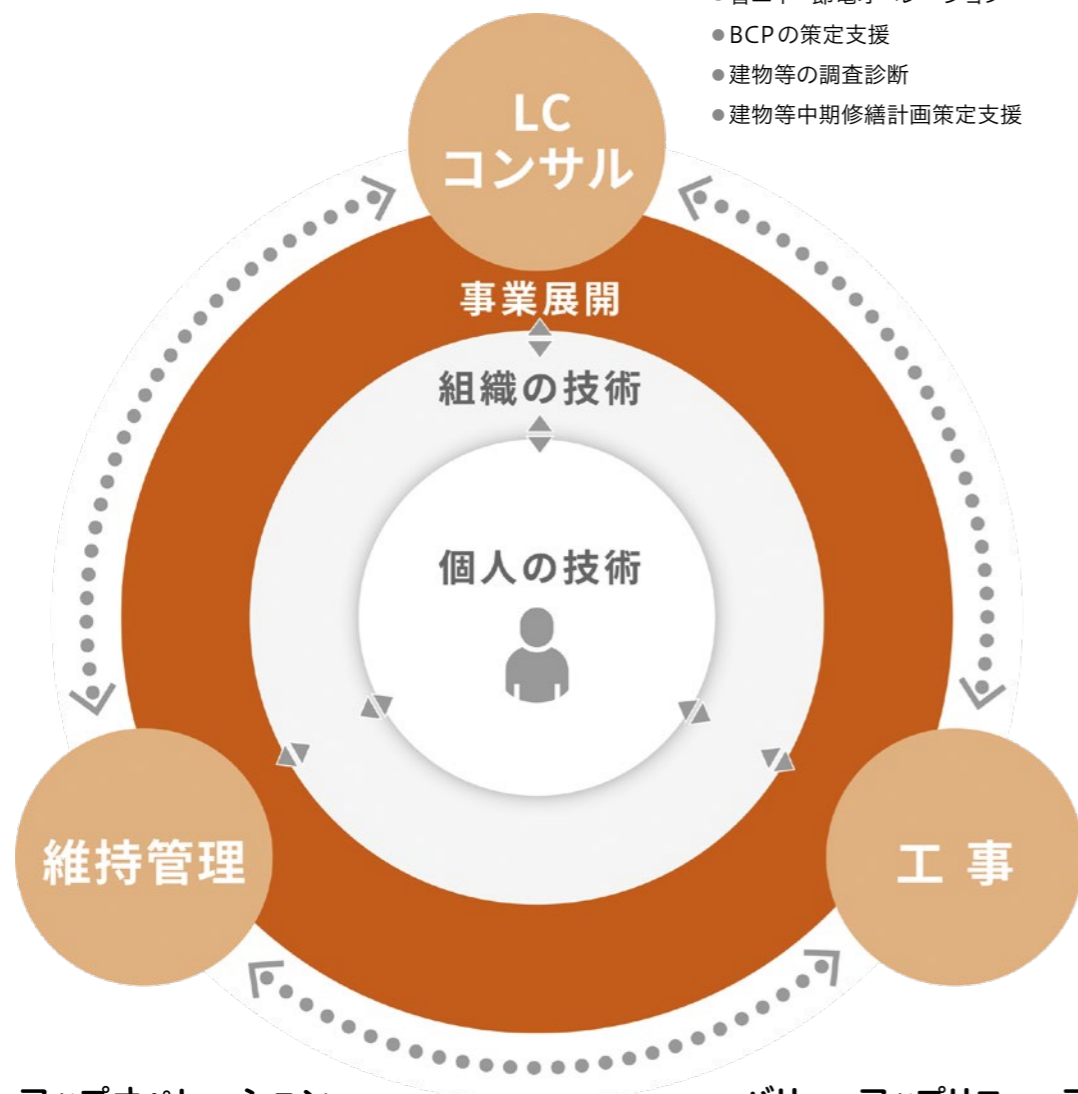 ●BCPの策定支援
●建物等の調査診断
●建物等中期修繕計画策定支援
LC
コンサル
事業展開
組織の技術
個人の技術
維持管理
工 事